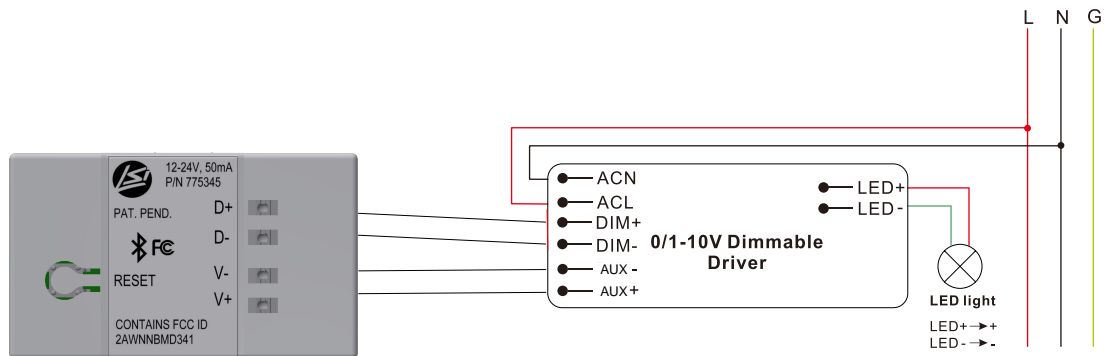 L N G
LSI
12-24V, 50mA
P/N 775345
PAT. PEND.
D+
D-
FC
RESET
V-
V+
CONTAINS FCC ID
2AWNNBMD341
ACN
ACL
DIM+
DIM-
AUX -
AUX +
0/1-10V Dimmable
Driver
LED+
LED-
LED light
LED+→+
LED-→-